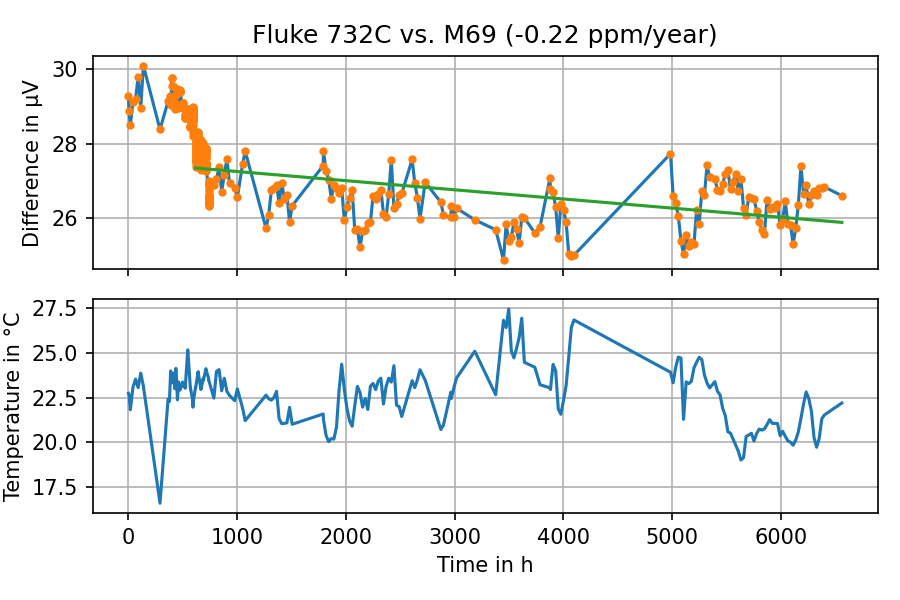 Fluke 732C vs. M69 (-0.22 ppm/year)
Difference in µV
30
28
26
Temperature in °C
27.5
25.0
22.5
20.0
17.5
0 1000 2000 3000 4000 5000 6000
Time in h